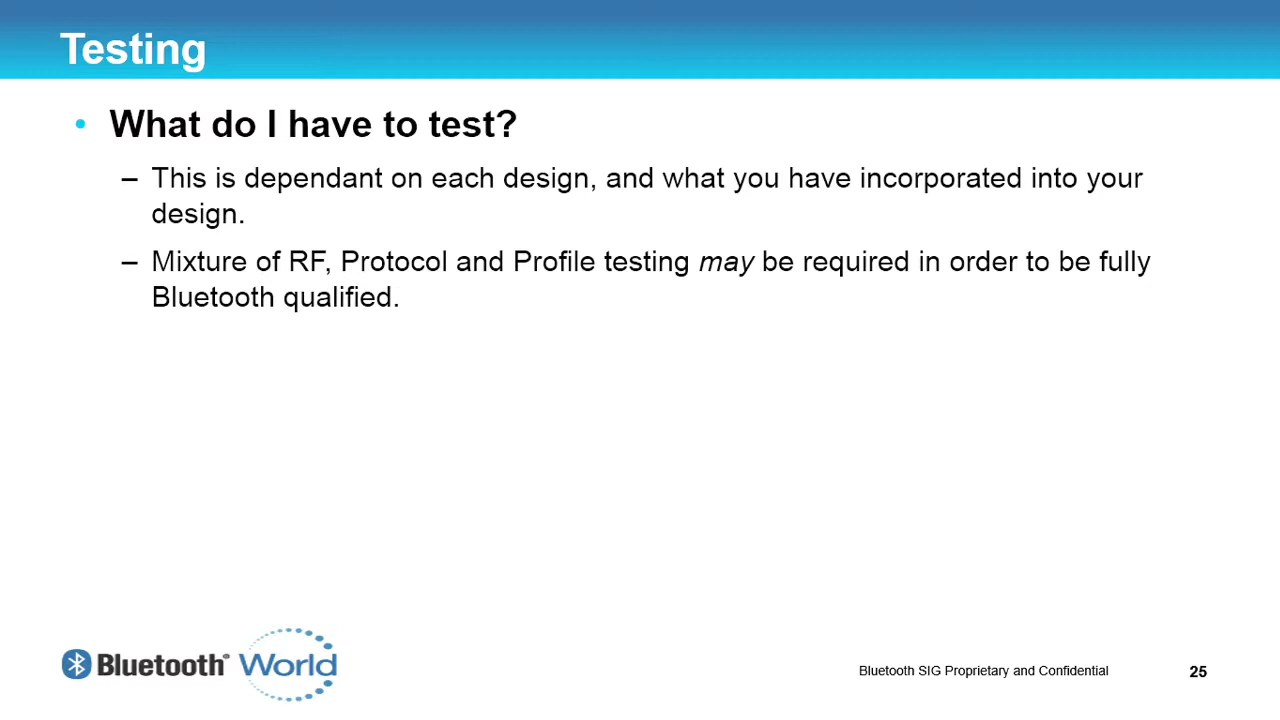 Testing
• What do I have to test?
– This is dependant on each design, and what you have incorporated into your
design.
– Mixture of RF, Protocol and Profile testing may be required in order to be fully
Bluetooth qualified.
Bluetooth® World
Bluetooth SIG Proprietary and Confidential
25